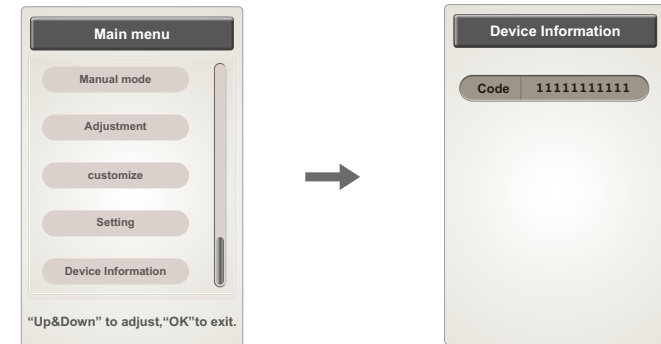 Main menu
Manual mode
Adjustment
customize
Setting
Device Information
“Up&Down” to adjust,“OK”to exit.
Device Information
Code 11111111111